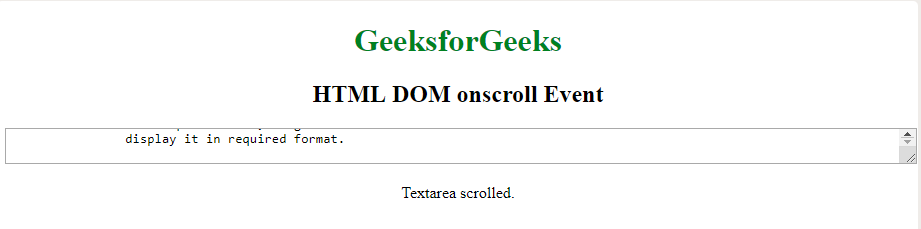 GeeksforGeeks
HTML DOM onscroll Event
display it in required format.
Textarea scrolled.